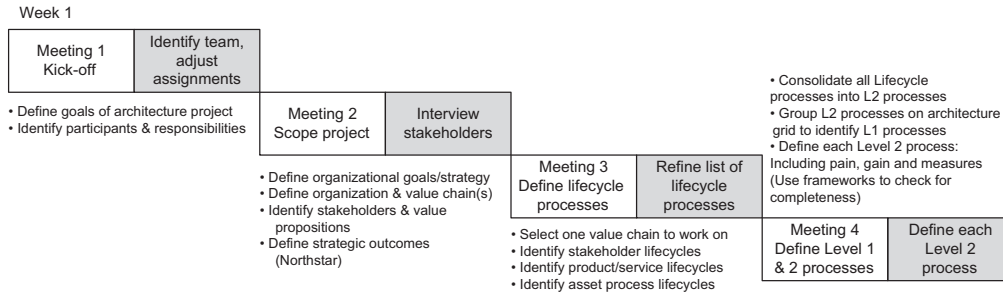 Week 1
Meeting 1
Kick-off
Identify team,
adjust
assignments
• Define goals of architecture project
• Identify participants & responsibilities
Meeting 2
Scope project
Interview
stakeholders
• Define organizational goals/strategy
• Define organization & value chain(s)
• Identify stakeholders & value
propositions
• Define strategic outcomes
(Northstar)
Meeting 3
Define lifecycle
processes
Refine list of
lifecycle
processes
• Select one value chain to work on
• Identify stakeholder lifecycles
• Identify product/service lifecycles
• Identify asset process lifecycles
• Consolidate all Lifecycle
processes into L2 processes
• Group L2 processes on architecture
grid to identify L1 processes
• Define each Level 2 process:
Including pain, gain and measures
(Use frameworks to check for
completeness)
Meeting 4
Define Level 1
& 2 processes
Define each
Level 2
process